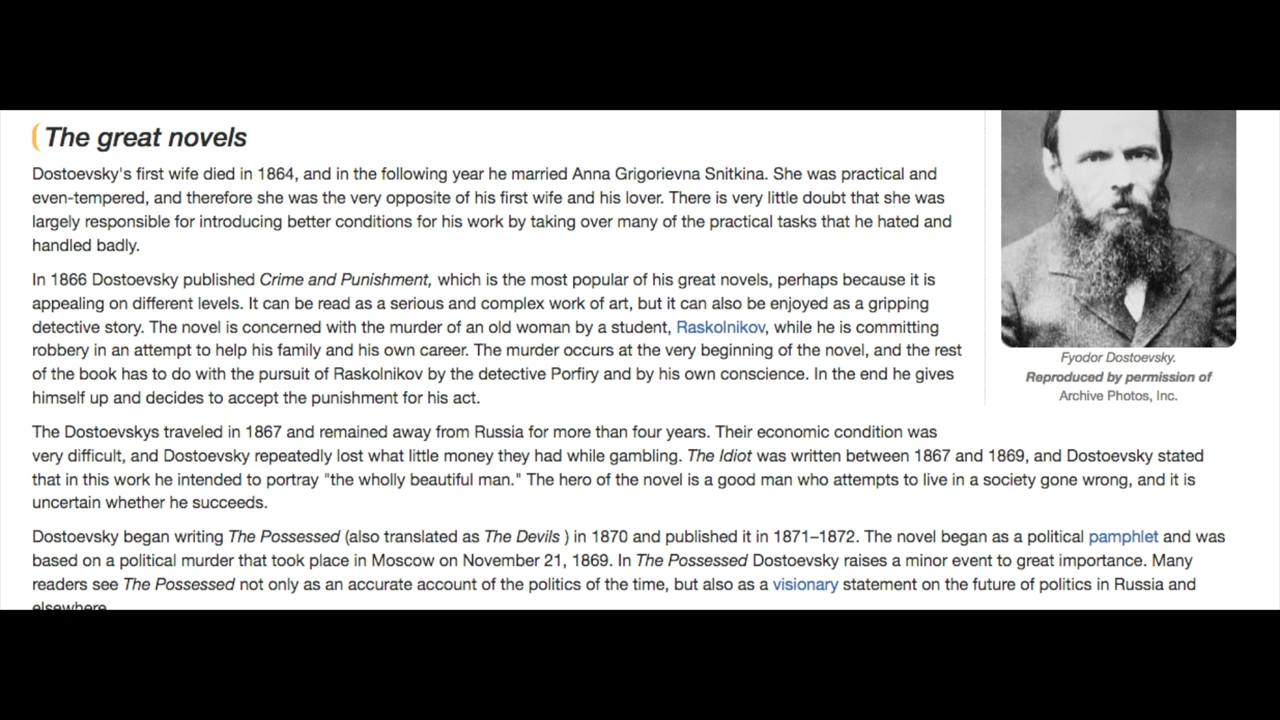 The great novels
Dostoevsky's first wife died in 1864, and in the following year he married Anna Grigorievna Snitkina. She was practical and
even-tempered, and therefore she was the very opposite of his first wife and his lover. There is very little doubt that she was
largely responsible for introducing better conditions for his work by taking over many of the practical tasks that he hated and
handled badly.
In 1866 Dostoevsky published Crime and Punishment, which is the most popular of his great novels, perhaps because it is
appealing on different levels. It can be read as a serious and complex work of art, but it can also be enjoyed as a gripping
detective story. The novel is concerned with the murder of an old woman by a student, Raskolnikov, while he is committing
robbery in an attempt to help his family and his own career. The murder occurs at the very beginning of the novel, and the rest
of the book has to do with the pursuit of Raskolnikov by the detective Porfiry and by his own conscience. In the end he gives
himself up and decides to accept the punishment for his act.
Fyodor Dostoevsky.
Reproduced by permission of
Archive Photos, Inc.
The Dostoevskys traveled in 1867 and remained away from Russia for more than four years. Their economic condition was
very difficult, and Dostoevsky repeatedly lost what little money they had while gambling. The Idiot was written between 1867 and 1869, and Dostoevsky stated
that in this work he intended to portray "the wholly beautiful man." The hero of the novel is a good man who attempts to live in a society gone wrong, and it is
uncertain whether he succeeds.
Dostoevsky began writing The Possessed (also translated as The Devils ) in 1870 and published it in 1871–1872. The novel began as a political pamphlet and was
based on a political murder that took place in Moscow on November 21, 1869. In The Possessed Dostoevsky raises a minor event to great importance. Many
readers see The Possessed not only as an accurate account of the politics of the time, but also as a visionary statement on the future of politics in Russia and
elsewhere.